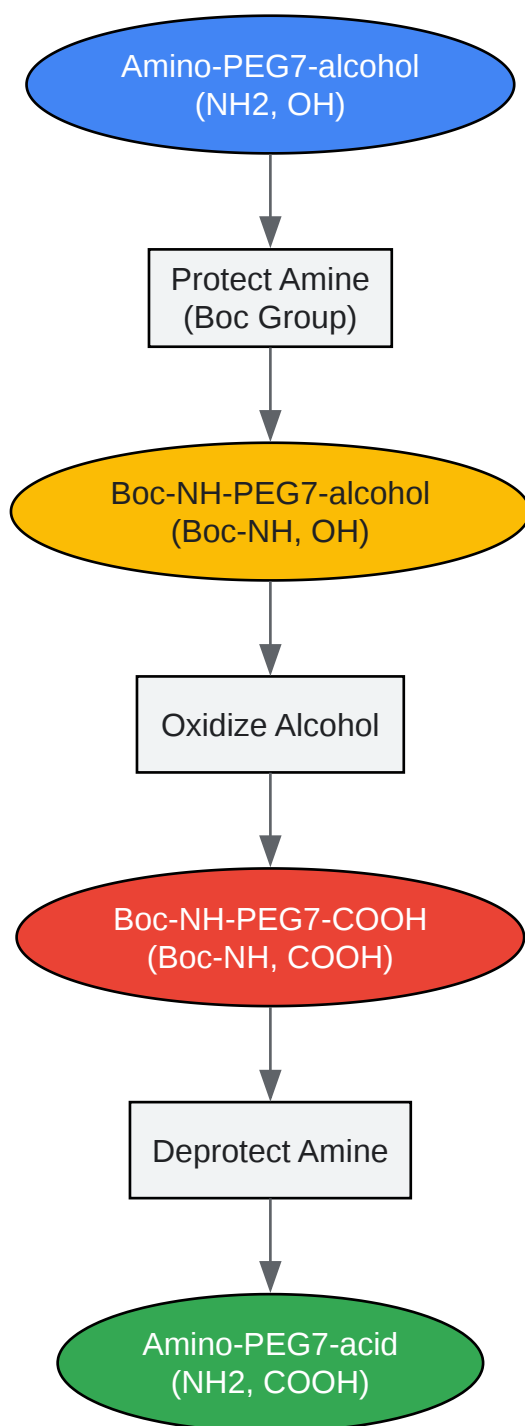 Amino-PEG7-alcohol
(NH2, OH)
Protect Amine
(Boc Group)
Boc-NH-PEG7-alcohol
(Boc-NH, OH)
Oxidize Alcohol
Boc-NH-PEG7-COOH
(Boc-NH, COOH)
Deprotect Amine
Amino-PEG7-acid
(NH2, COOH)